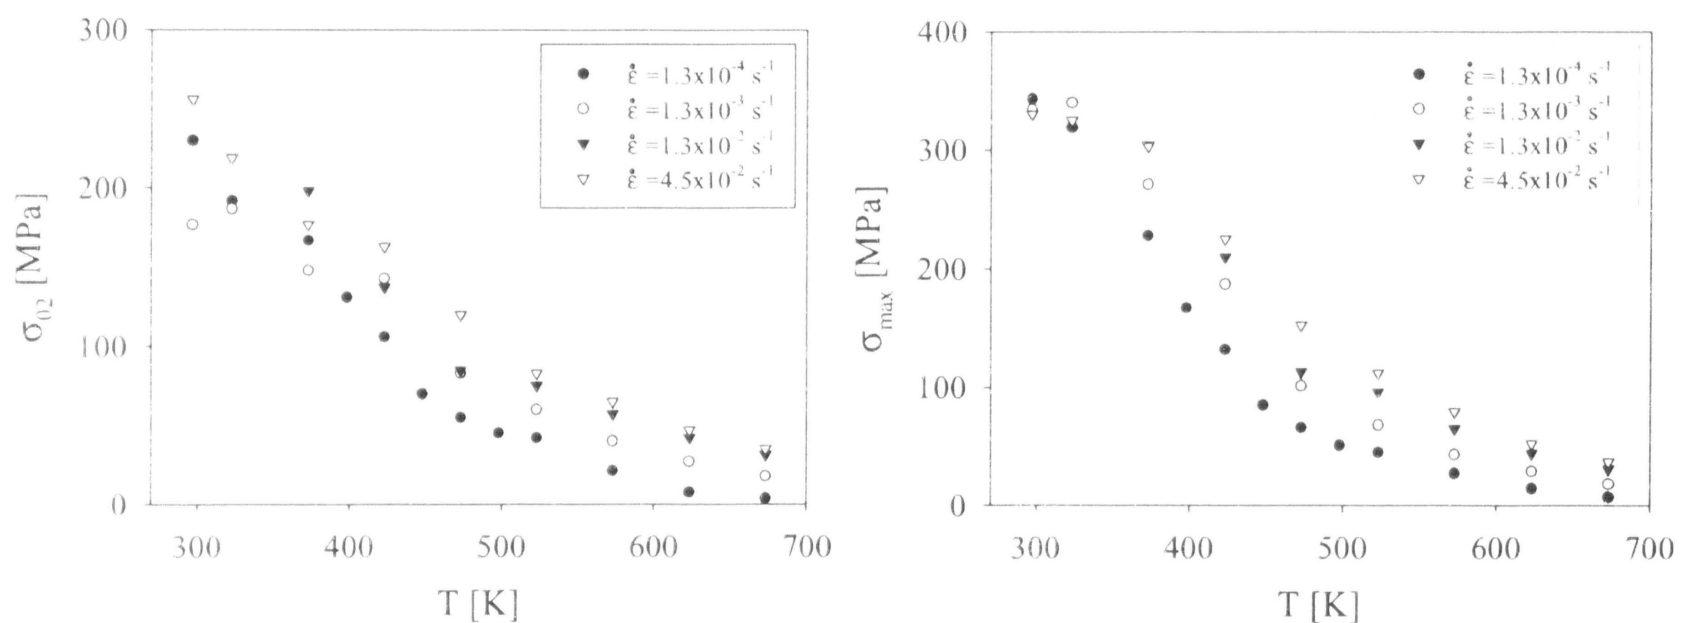 300
200
100
0
σ02 [MPa]
ε̇ =1.3x10-4 s-1
ε̇ =1.3x10-3 s-1
ε̇ =1.3x10-2 s-1
ε̇ =4.5x10-2 s-1
300 400 500 600 700
T [K]
400
300
200
100
0
σmax [MPa]
ε̇ =1.3x10-4 s-1
ε̇ =1.3x10-3 s-1
ε̇ =1.3x10-2 s-1
ε̇ =4.5x10-2 s-1
300 400 500 600 700
T [K]